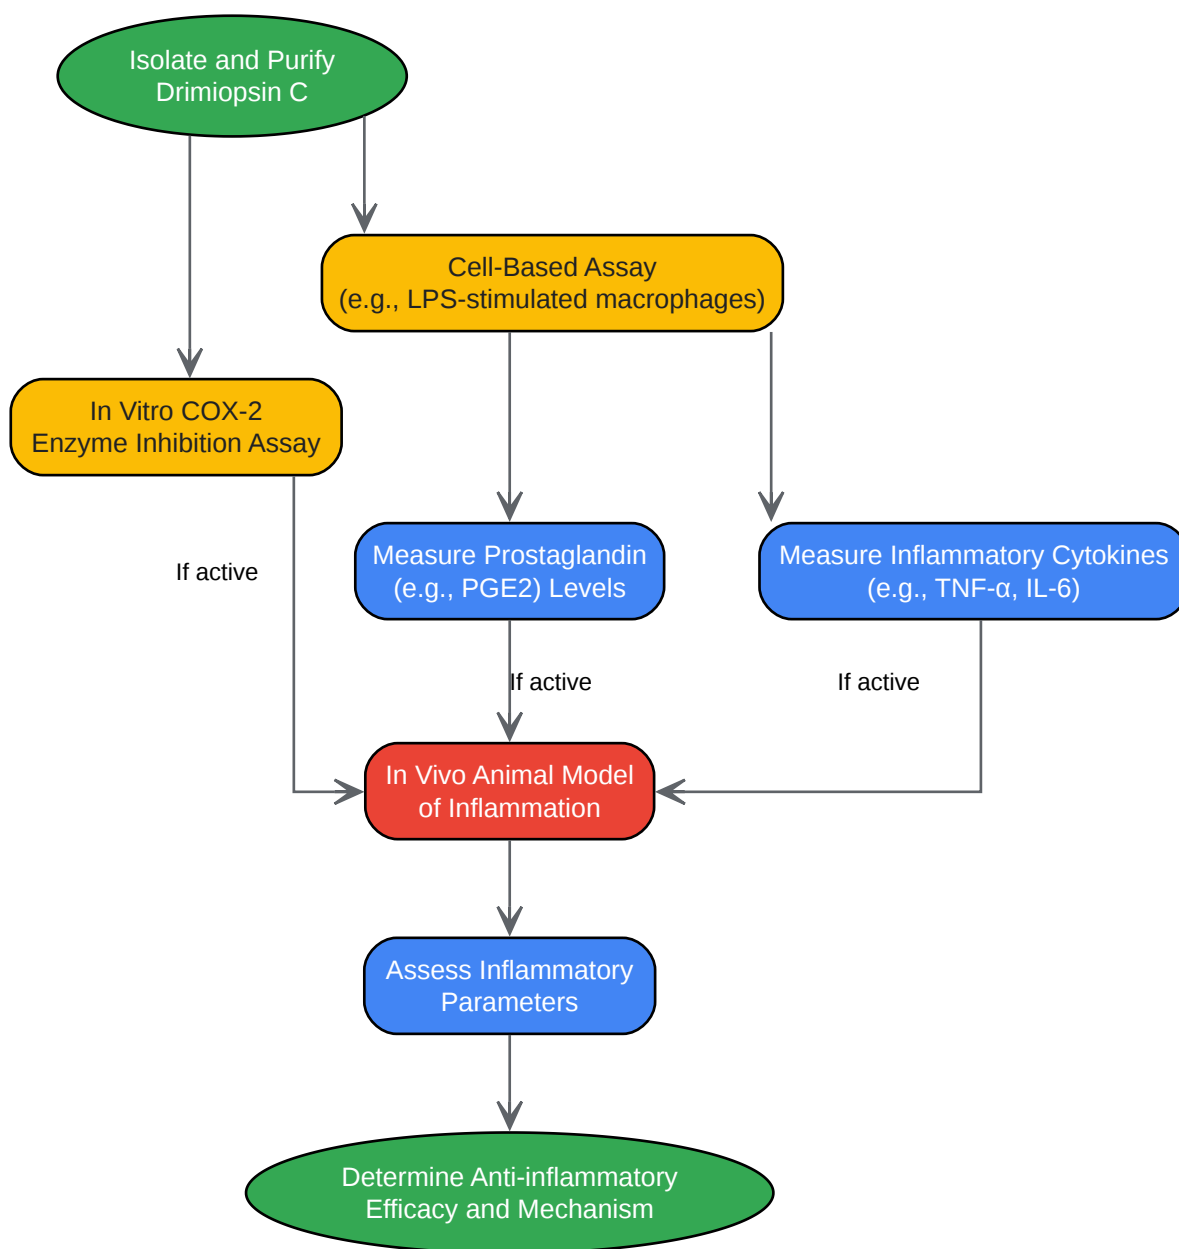 Isolate and Purify
Drimiopsin C
Cell-Based Assay
(e.g., LPS-stimulated macrophages)
In Vitro COX-2
Enzyme Inhibition Assay
Measure Prostaglandin
(e.g., PGE2) Levels
Measure Inflammatory Cytokines
(e.g., TNF-α, IL-6)
If active
If active
If active
In Vivo Animal Model
of Inflammation
Assess Inflammatory
Parameters
Determine Anti-inflammatory
Efficacy and Mechanism